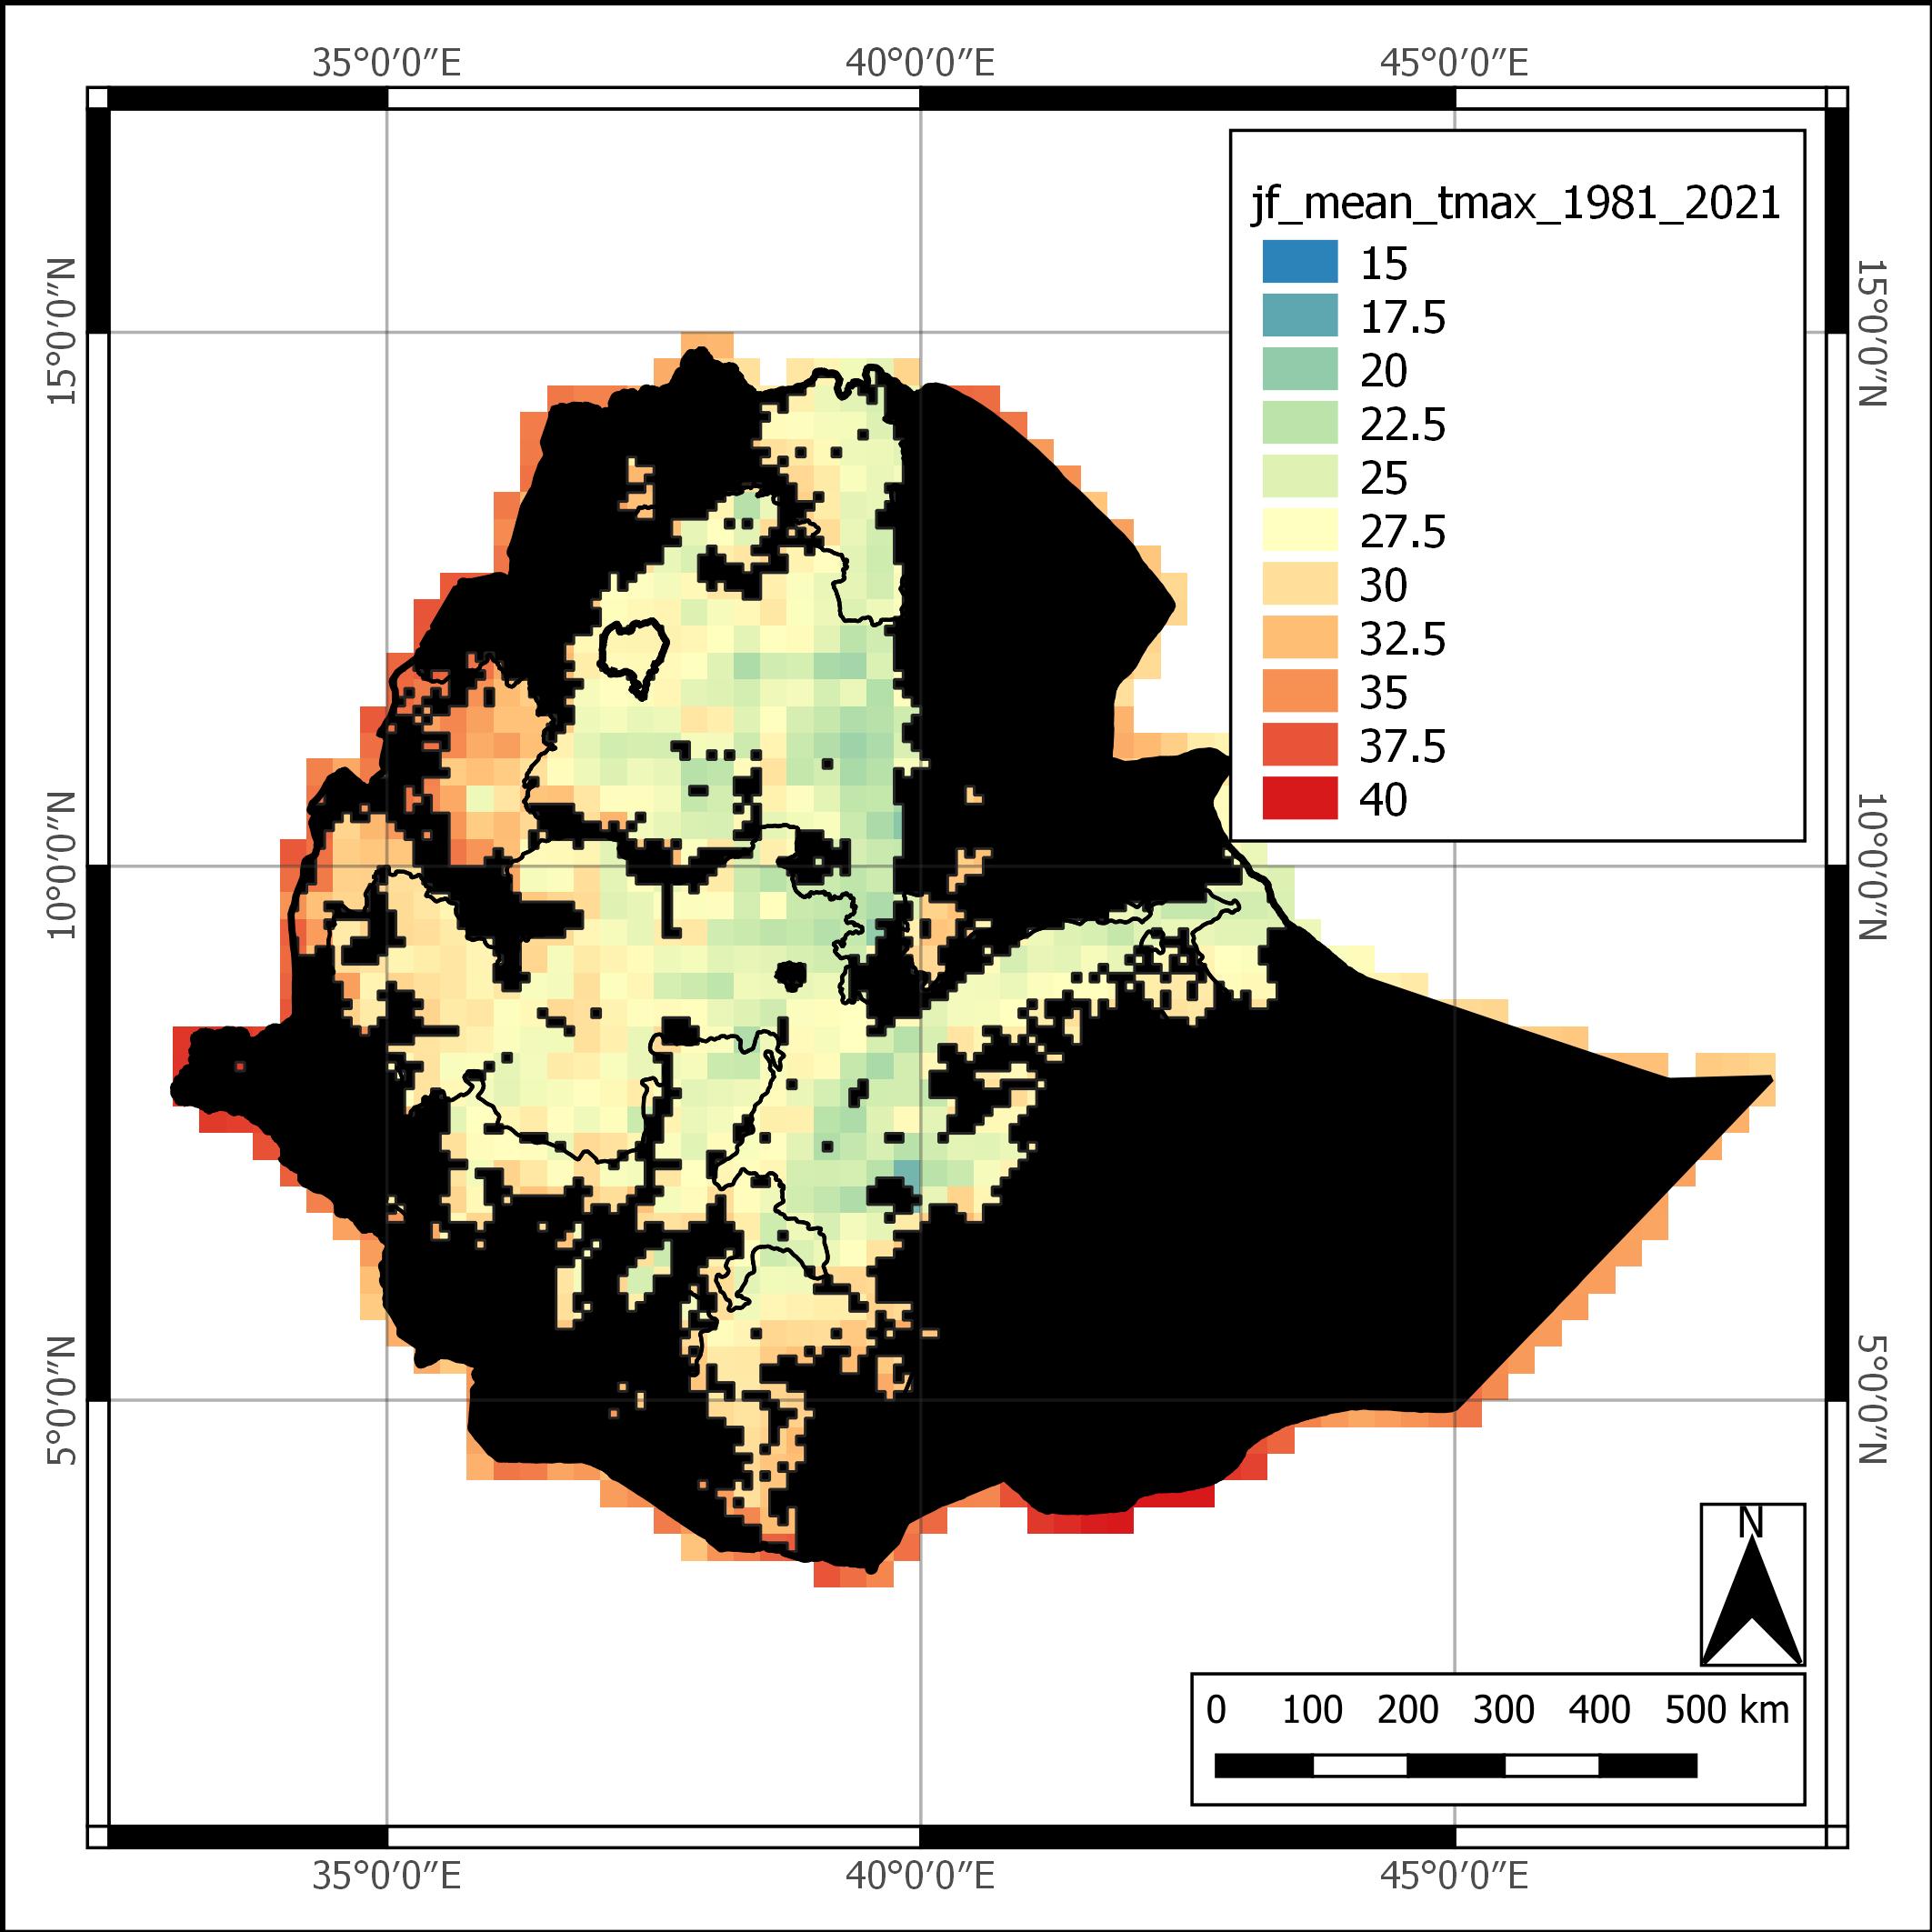 35°0′0″E 40°0′0″E 45°0′0″E
15°0′0″N
10°0′0″N
5°0′0″N
jf_mean_tmax_1981_2021
15
17.5
20
22.5
25
27.5
30
32.5
35
37.5
40
15°0′0″N
10°0′0″N
5°0′0″N
N
0 100 200 300 400 500 km
35°0′0″E 40°0′0″E 45°0′0″E